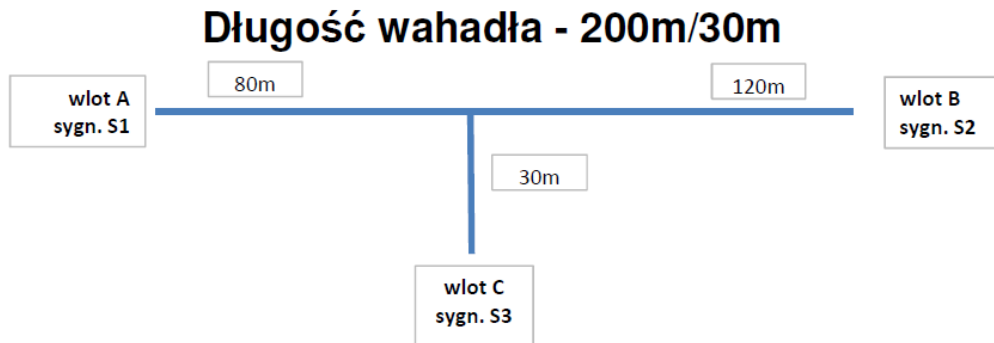 Długość wahadła - 200m/30m
wlot A
sygn. S1
80m
120m
wlot B
sygn. S2
30m
wlot C
sygn. S3